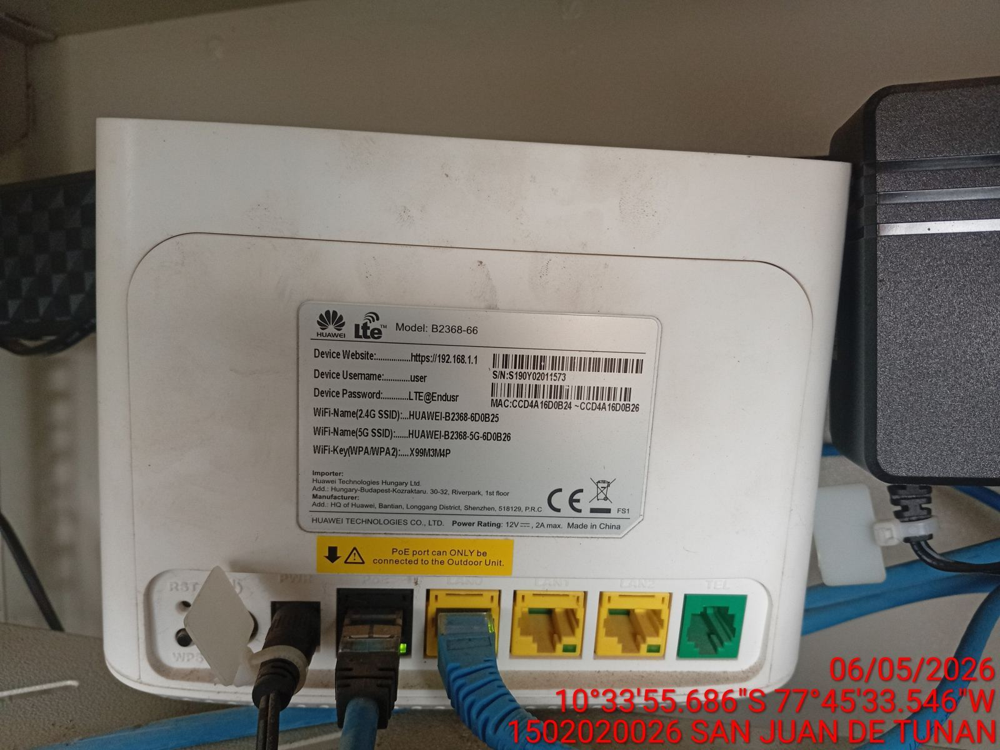 HUAWEI
Lte™
Model: B2368-66
Device Website:................https://192.168.1.1
Device Username:............user
Device Password:............LTE@Endusr
WiFi-Name(2.4G SSID):...HUAWEI-B2368-6D0B25
WiFi-Name(5G SSID):......HUAWEI-B2368-5G-6D0B26
WiFi-Key(WPA/WPA2):....X99M3M4P
S/N:S190Y02011573
MAC:CCD4A16D0B24 ~CCD4A16D0B26
Importer:
Huawei Technologies Hungary Ltd.
Add.: Hungary-Budapest-Kozraktaru. 30-32, Riverpark, 1st floor
Manufacturer:
Add.: HQ of Huawei, Bantian, Longgang District, Shenzhen, 518129, P.R.C
CE
FS1
HUAWEI TECHNOLOGIES CO., LTD. Power Rating: 12V⎓, 2A max. Made in China
PoE port can ONLY be
connected to the Outdoor Unit.
RST PWR PoE LAN0 LAN1 LAN2 TEL
WPS
06/05/2026
10°33'55.686"S 77°45'33.546"W
1502020026 SAN JUAN DE TUNAN